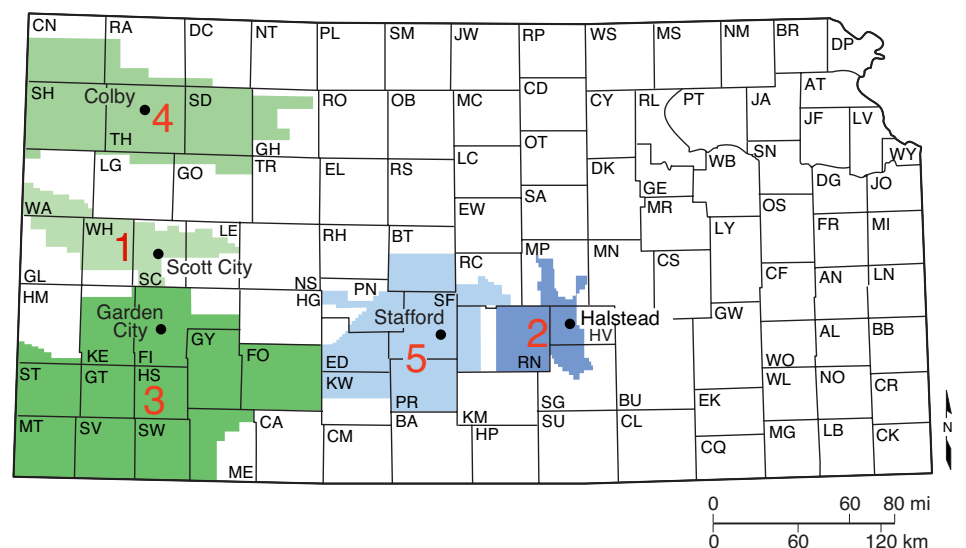 CN
RA
DC
NT
PL
SM
JW
RP
WS
MS
NM
BR
DP
SH
Colby
4
TH
SD
GH
RO
OB
MC
CD
CY
RL
PT
JA
AT
JF
LV
WY
OT
LG
GO
TR
EL
RS
LC
DK
GE
WB
SN
DG
JO
WA
EW
SA
MR
OS
WH
1
LE
RH
BT
MP
MN
LY
FR
MI
SC
Scott City
GL
NS
RC
CS
CF
AN
LN
HM
HG
PN
SF
GW
Garden
City
GY
Stafford
5
2
Halstead
HV
AL
BB
KE
FI
FO
ED
RN
WO
ST
GT
HS
3
KW
PR
SG
BU
EK
WL
NO
CR
MT
SV
SW
CA
CM
BA
KM
HP
SU
CL
MG
LB
CK
ME
CQ
N
0 60 80 mi
0 60 120 km